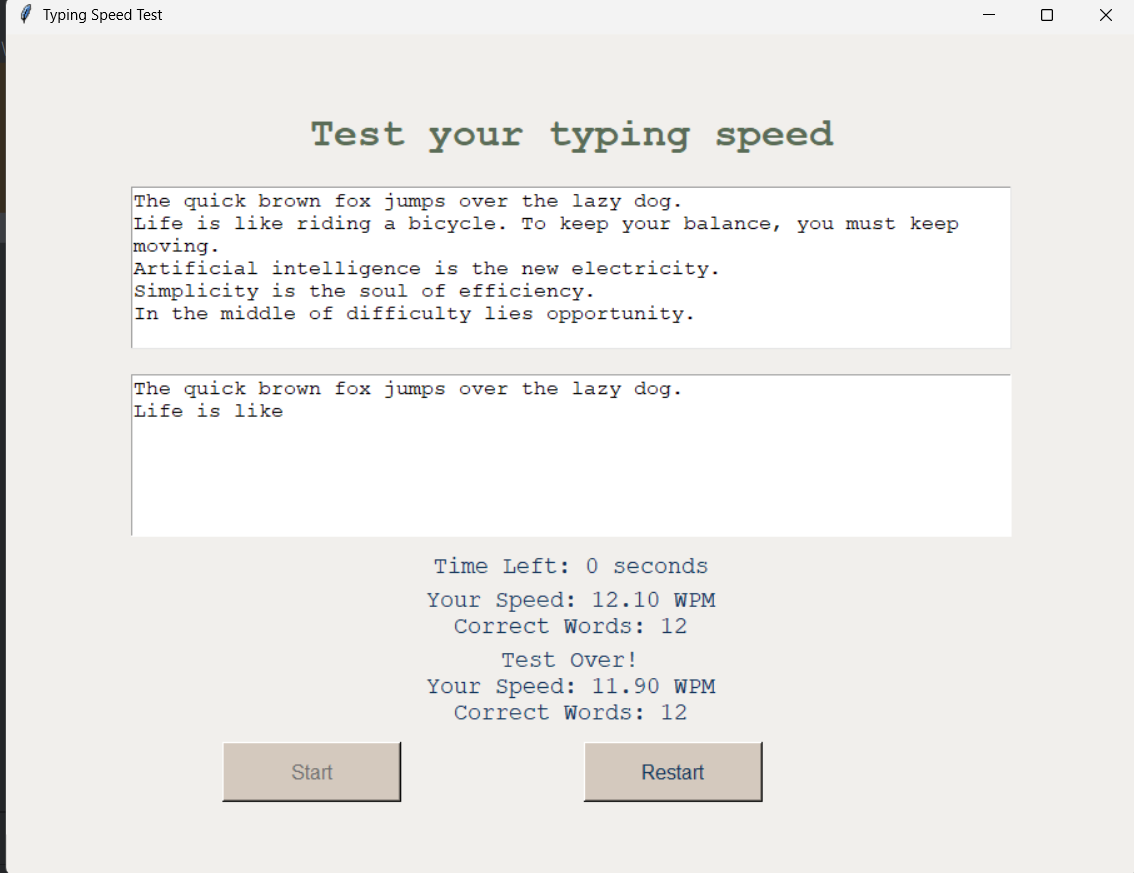 Typing Speed Test
Test your typing speed
The quick brown fox jumps over the lazy dog.
Life is like riding a bicycle. To keep your balance, you must keep
moving.
Artificial intelligence is the new electricity.
Simplicity is the soul of efficiency.
In the middle of difficulty lies opportunity.
The quick brown fox jumps over the lazy dog.
Life is like
Time Left: 0 seconds
Your Speed: 12.10 WPM
Correct Words: 12
Test Over!
Your Speed: 11.90 WPM
Correct Words: 12
Start
Restart